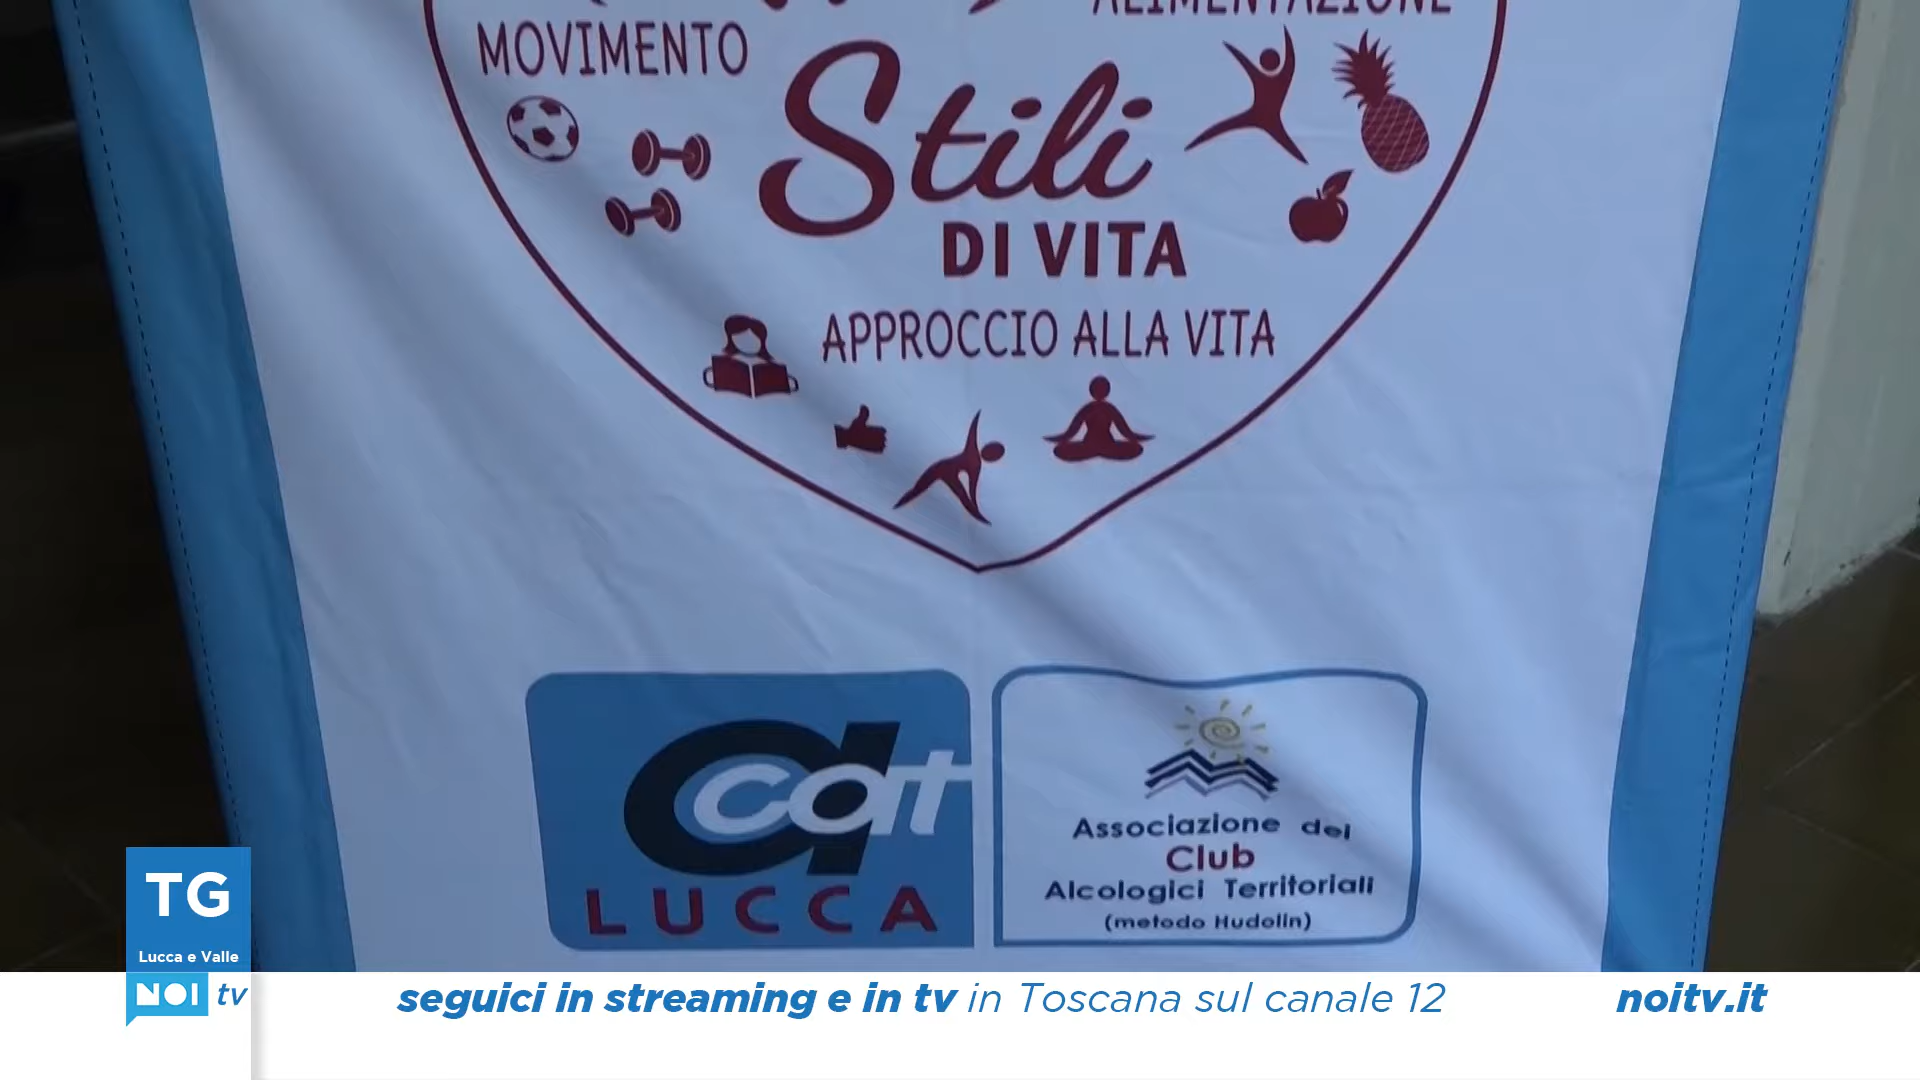 ALIMENTAZIONE
MOVIMENTO
Stili
DI VITA
APPROCCIO ALLA VITA
acat
LUCCA
Associazione dei
Club
Alcologici Territoriali
(metodo Hudolin)
TG
Lucca e Valle
NOI tv
seguici in streaming e in tv in Toscana sul canale 12
noitv.it